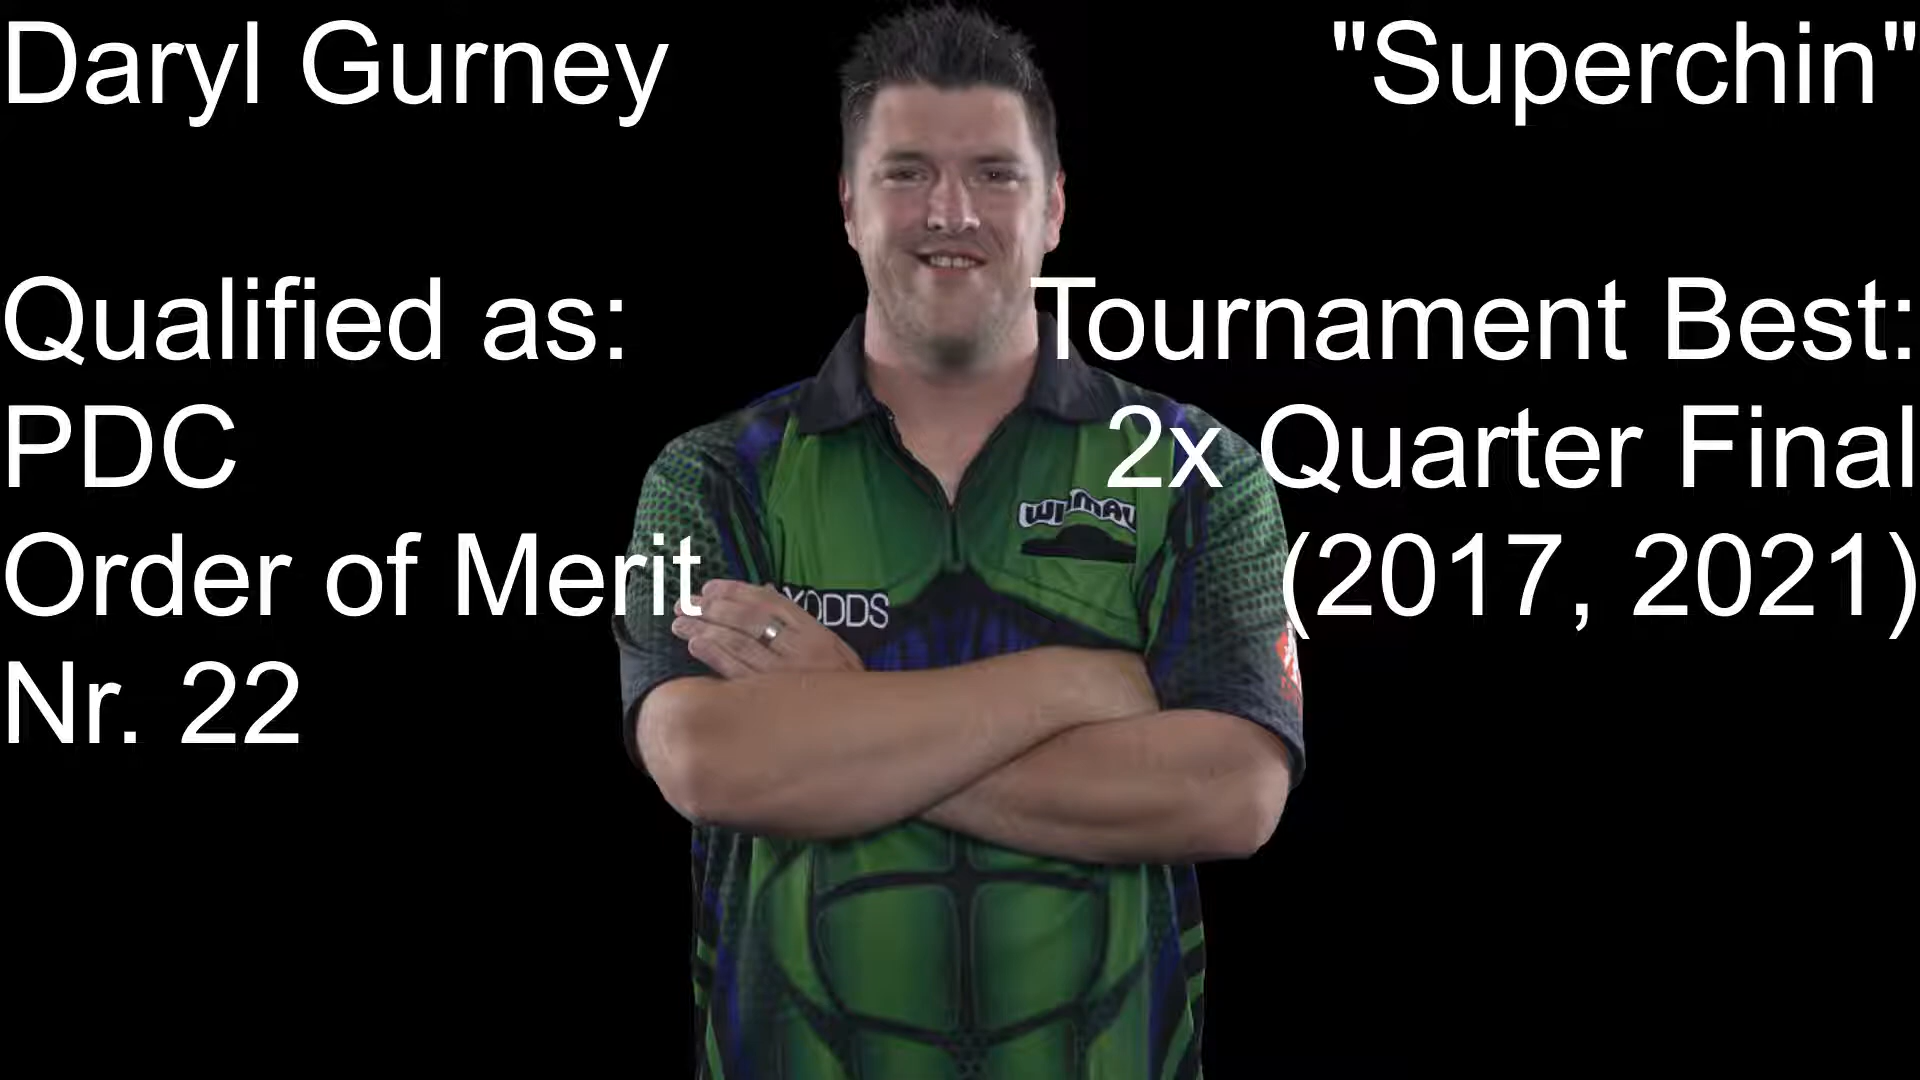 Daryl Gurney
"Superchin"
Qualified as:
PDC
Order of Merit
Nr. 22
Tournament Best:
2x Quarter Final
(2017, 2021)